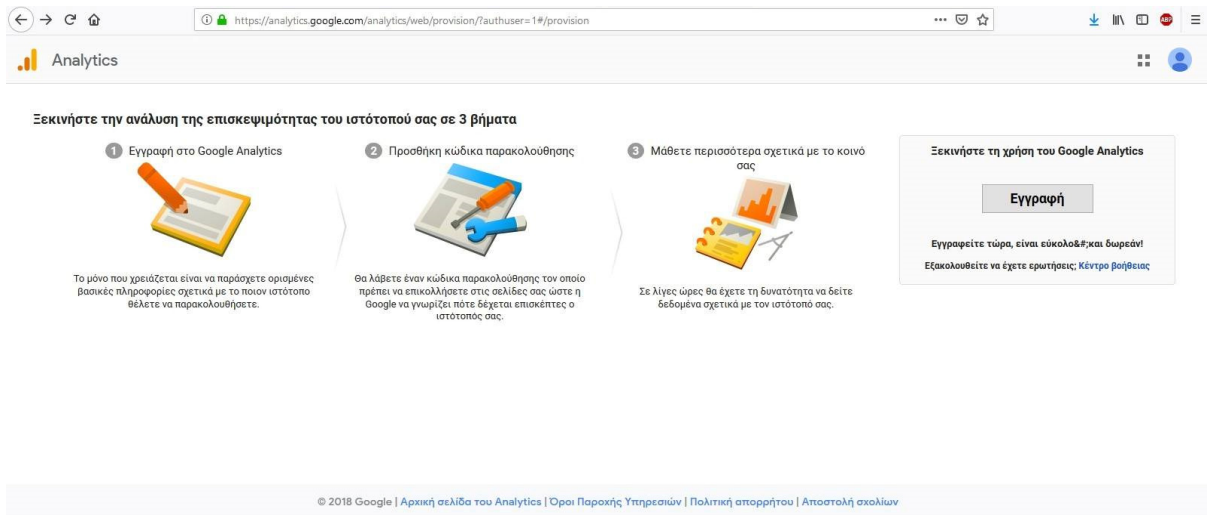 https://analytics.google.com/analytics/web/provision/?authuser=1#/provision
ABP
Analytics
Ξεκινήστε την ανάλυση της επισκεψιμότητας του ιστότοπού σας σε 3 βήματα
1 Εγγραφή στο Google Analytics
Το μόνο που χρειάζεται είναι να παράσχετε ορισμένες
βασικές πληροφορίες σχετικά με το ποιον ιστότοπο
θέλετε να παρακολουθήσετε.
2 Προσθήκη κώδικα παρακολούθησης
Θα λάβετε έναν κώδικα παρακολούθησης τον οποίο
πρέπει να επικολλήσετε στις σελίδες σας ώστε η
Google να γνωρίζει πότε δέχεται επισκέπτες ο
ιστότοπός σας.
3 Μάθετε περισσότερα σχετικά με το κοινό
σας
Σε λίγες ώρες θα έχετε τη δυνατότητα να δείτε
δεδομένα σχετικά με τον ιστότοπό σας.
Ξεκινήστε τη χρήση του Google Analytics
Εγγραφή
Εγγραφείτε τώρα, είναι εύκολο&#;και δωρεάν!
Εξακολουθείτε να έχετε ερωτήσεις; Κέντρο βοήθειας
© 2018 Google | Αρχική σελίδα του Analytics | Όροι Παροχής Υπηρεσιών | Πολιτική απορρήτου | Αποστολή σχολίων